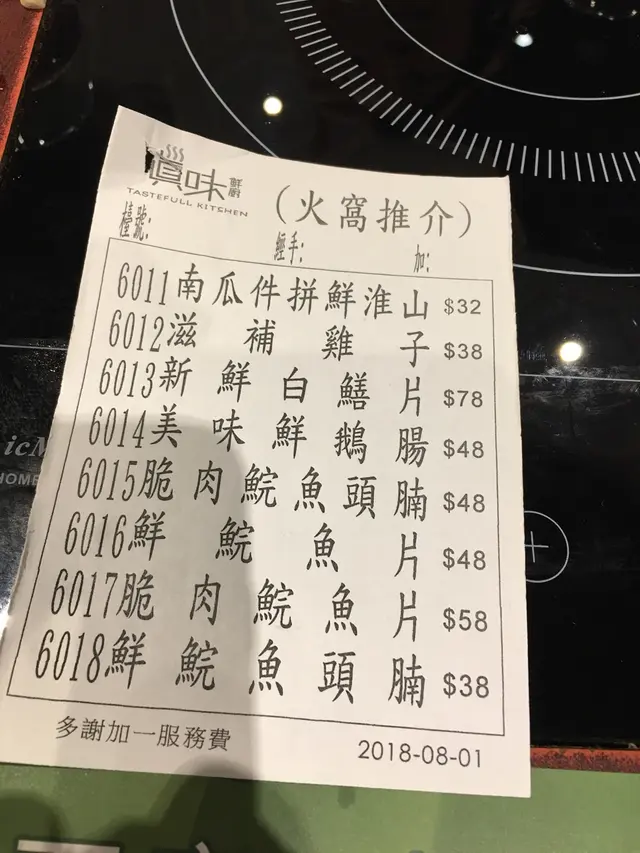 真味鮮廚
TASTEFULL KITCHEN
(火窩推介)
檯號: 經手: 加:
6011南瓜件拼鮮淮山 $32
6012滋補雞子 $38
6013新鮮白鱔片 $78
6014美味鮮鵝腸 $48
6015脆肉鯇魚頭腩 $48
6016鮮鯇魚片 $48
6017脆肉鯇魚片 $58
6018鮮鯇魚頭腩 $38
多謝加一服務費
2018-08-01